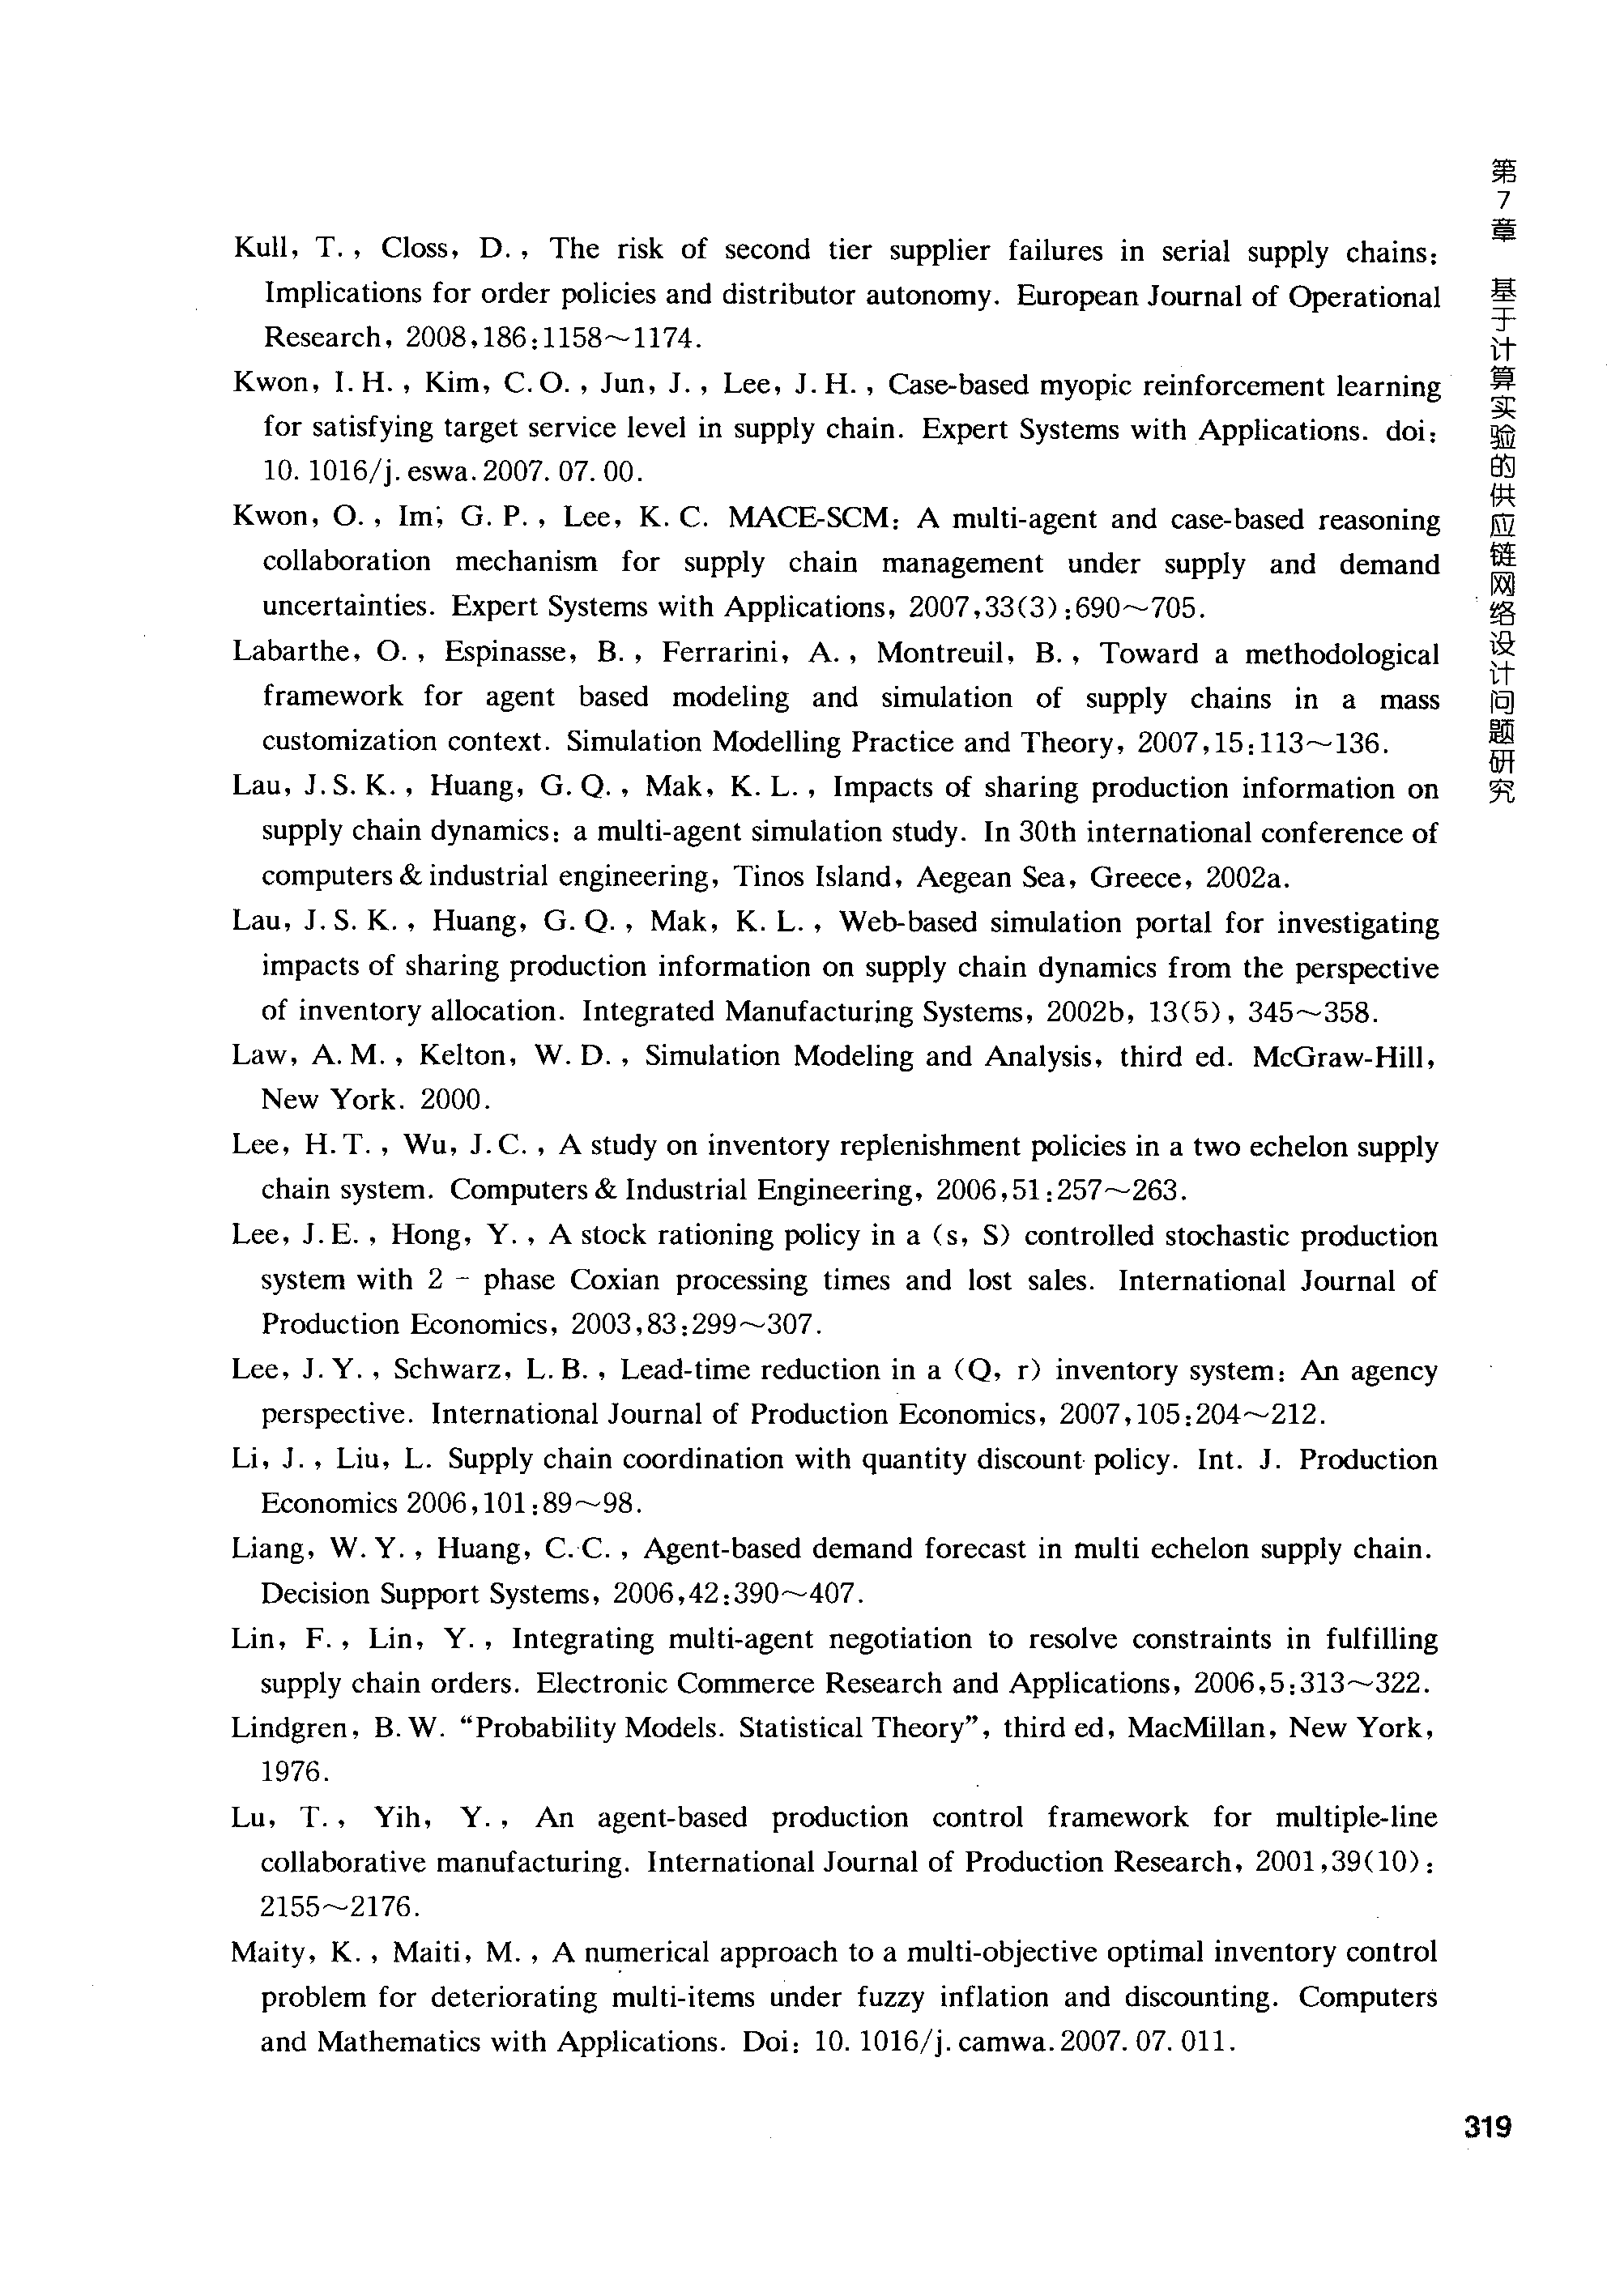 第7章 基于计算实验的供应链网络设计问题研究
Kull, T., Closs, D., The risk of second tier supplier failures in serial supply chains:
Implications for order policies and distributor autonomy. European Journal of Operational
Research, 2008,186:1158～1174.
Kwon, I.H., Kim, C.O., Jun, J., Lee, J.H., Case-based myopic reinforcement learning
for satisfying target service level in supply chain. Expert Systems with Applications. doi:
10.1016/j.eswa.2007.07.00.
Kwon, O., Im, G.P., Lee, K.C. MACE-SCM: A multi-agent and case-based reasoning
collaboration mechanism for supply chain management under supply and demand
uncertainties. Expert Systems with Applications, 2007,33(3):690～705.
Labarthe, O., Espinasse, B., Ferrarini, A., Montreuil, B., Toward a methodological
framework for agent based modeling and simulation of supply chains in a mass
customization context. Simulation Modelling Practice and Theory, 2007,15:113～136.
Lau, J.S.K., Huang, G.Q., Mak, K.L., Impacts of sharing production information on
supply chain dynamics: a multi-agent simulation study. In 30th international conference of
computers & industrial engineering, Tinos Island, Aegean Sea, Greece, 2002a.
Lau, J.S.K., Huang, G.Q., Mak, K.L., Web-based simulation portal for investigating
impacts of sharing production information on supply chain dynamics from the perspective
of inventory allocation. Integrated Manufacturing Systems, 2002b, 13(5), 345～358.
Law, A.M., Kelton, W.D., Simulation Modeling and Analysis, third ed. McGraw-Hill,
New York. 2000.
Lee, H.T., Wu, J.C., A study on inventory replenishment policies in a two echelon supply
chain system. Computers & Industrial Engineering, 2006,51:257～263.
Lee, J.E., Hong, Y., A stock rationing policy in a (s, S) controlled stochastic production
system with 2 - phase Coxian processing times and lost sales. International Journal of
Production Economics, 2003,83:299～307.
Lee, J.Y., Schwarz, L.B., Lead-time reduction in a (Q, r) inventory system: An agency
perspective. International Journal of Production Economics, 2007,105:204～212.
Li, J., Liu, L. Supply chain coordination with quantity discount policy. Int. J. Production
Economics 2006,101:89～98.
Liang, W.Y., Huang, C.C., Agent-based demand forecast in multi echelon supply chain.
Decision Support Systems, 2006,42:390～407.
Lin, F., Lin, Y., Integrating multi-agent negotiation to resolve constraints in fulfilling
supply chain orders. Electronic Commerce Research and Applications, 2006,5:313～322.
Lindgren, B.W. “Probability Models. Statistical Theory”, third ed, MacMillan, New York,
1976.
Lu, T., Yih, Y., An agent-based production control framework for multiple-line
collaborative manufacturing. International Journal of Production Research, 2001,39(10):
2155～2176.
Maity, K., Maiti, M., A numerical approach to a multi-objective optimal inventory control
problem for deteriorating multi-items under fuzzy inflation and discounting. Computers
and Mathematics with Applications. Doi: 10.1016/j.camwa.2007.07.011.
319